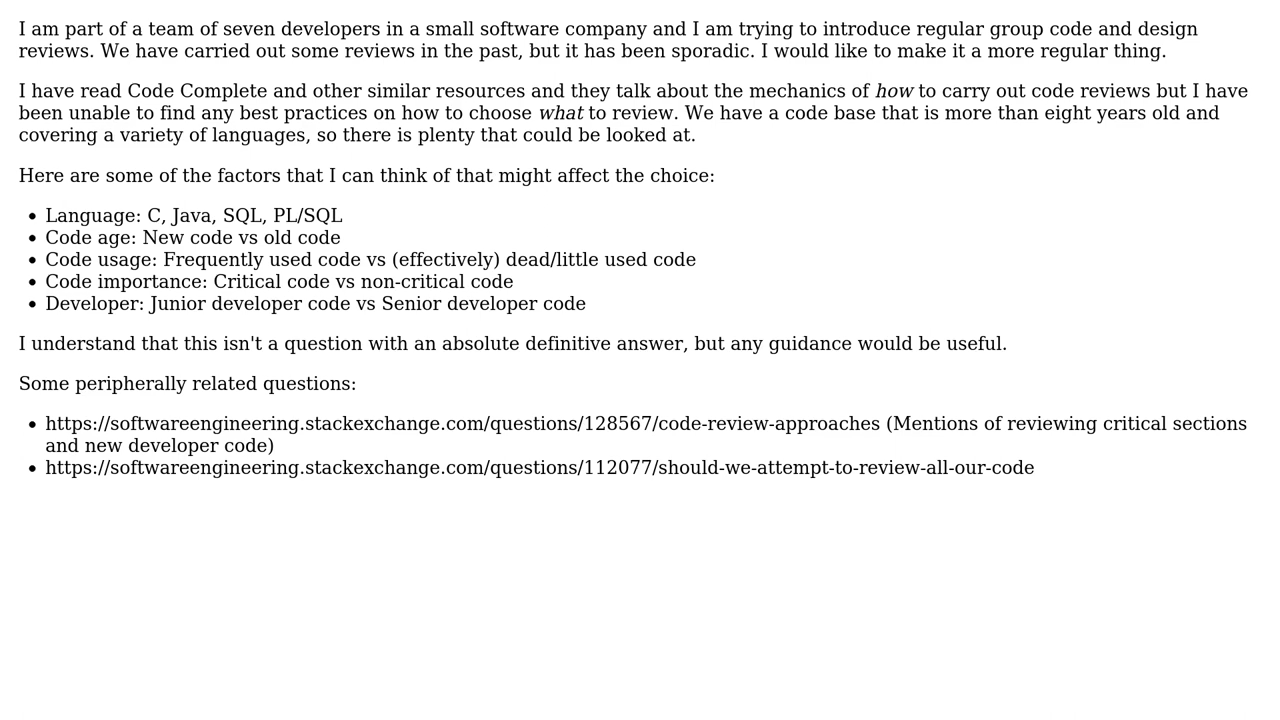 I am part of a team of seven developers in a small software company and I am trying to introduce regular group code and design
reviews. We have carried out some reviews in the past, but it has been sporadic. I would like to make it a more regular thing.
I have read Code Complete and other similar resources and they talk about the mechanics of how to carry out code reviews but I have
been unable to find any best practices on how to choose what to review. We have a code base that is more than eight years old and
covering a variety of languages, so there is plenty that could be looked at.
Here are some of the factors that I can think of that might affect the choice:
• Language: C, Java, SQL, PL/SQL
• Code age: New code vs old code
• Code usage: Frequently used code vs (effectively) dead/little used code
• Code importance: Critical code vs non-critical code
• Developer: Junior developer code vs Senior developer code
I understand that this isn't a question with an absolute definitive answer, but any guidance would be useful.
Some peripherally related questions:
• https://softwareengineering.stackexchange.com/questions/128567/code-review-approaches (Mentions of reviewing critical sections
and new developer code)
• https://softwareengineering.stackexchange.com/questions/112077/should-we-attempt-to-review-all-our-code